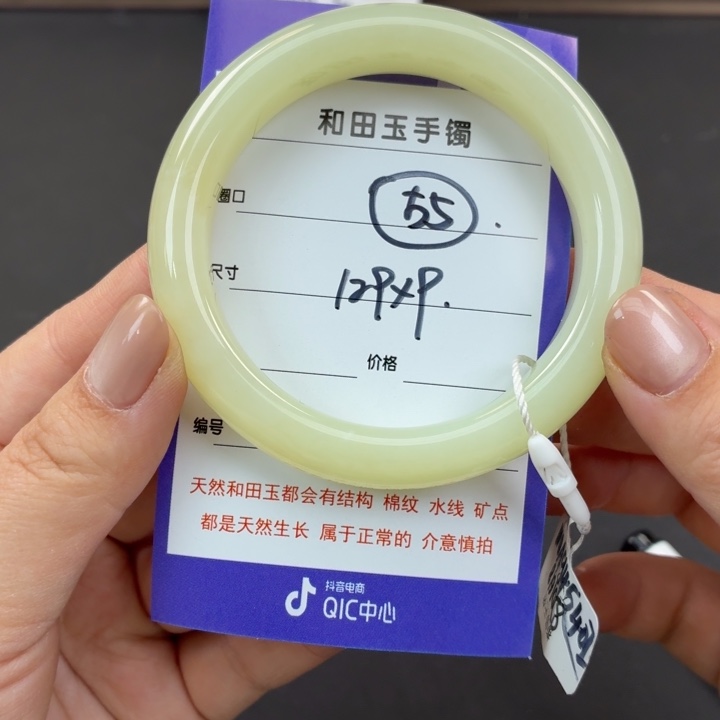 和田玉手镯
圈口 55.
尺寸 129×9.
价格
编号
天然和田玉都会有结构 棉纹 水线 矿点
都是天然生长 属于正常的 介意慎拍
抖音电商
QIC中心